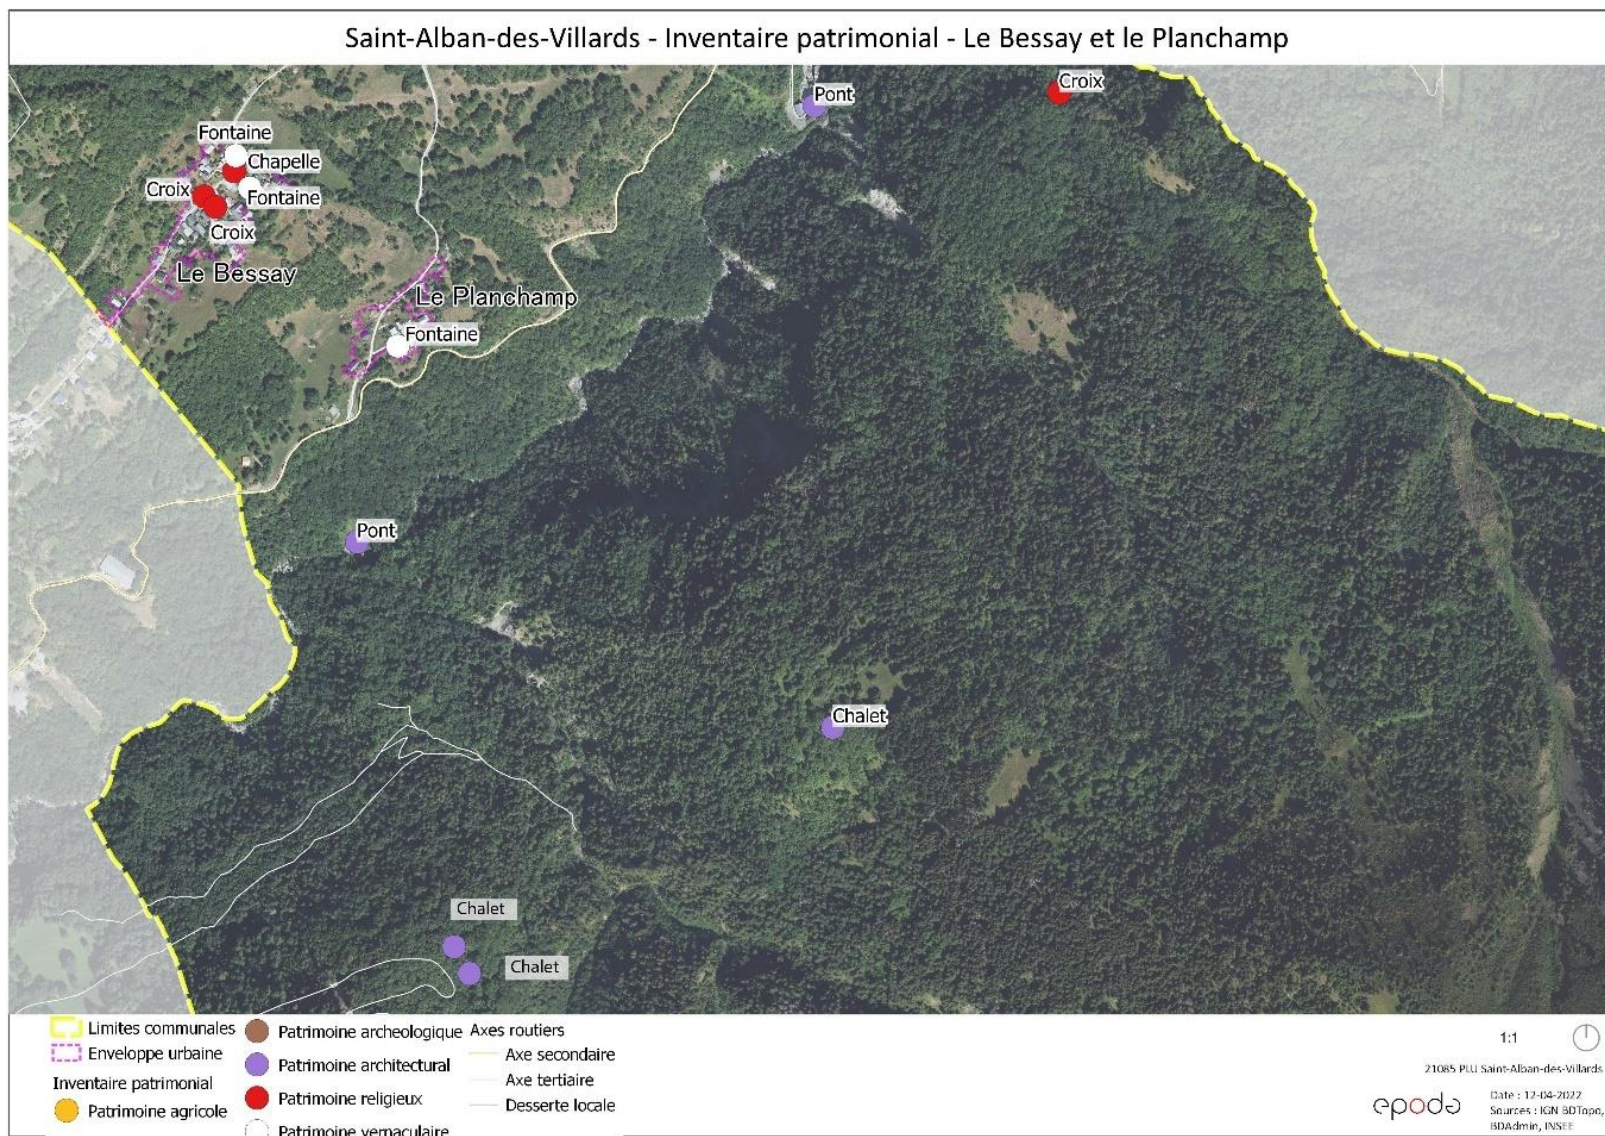 Saint-Alban-des-Villards - Inventaire patrimonial - Le Bessay et le Planchamp
Croix
Pont
Fontaine
Chapelle
Croix
Fontaine
Croix
Le Bessay
Le Planchamp
Fontaine
Pont
Chalet
Chalet
Chalet
Limites communales
Enveloppe urbaine
Inventaire patrimonial
Patrimoine agricole
Patrimoine archeologique
Patrimoine architectural
Patrimoine religieux
Patrimoine vernaculaire
Axes routiers
Axe secondaire
Axe tertiaire
Desserte locale
1:1
21085 PLU Saint-Alban-des-Villards
epode
Date : 12-04-2022
Sources : IGN BDTopo,
BDAdmin, INSEE